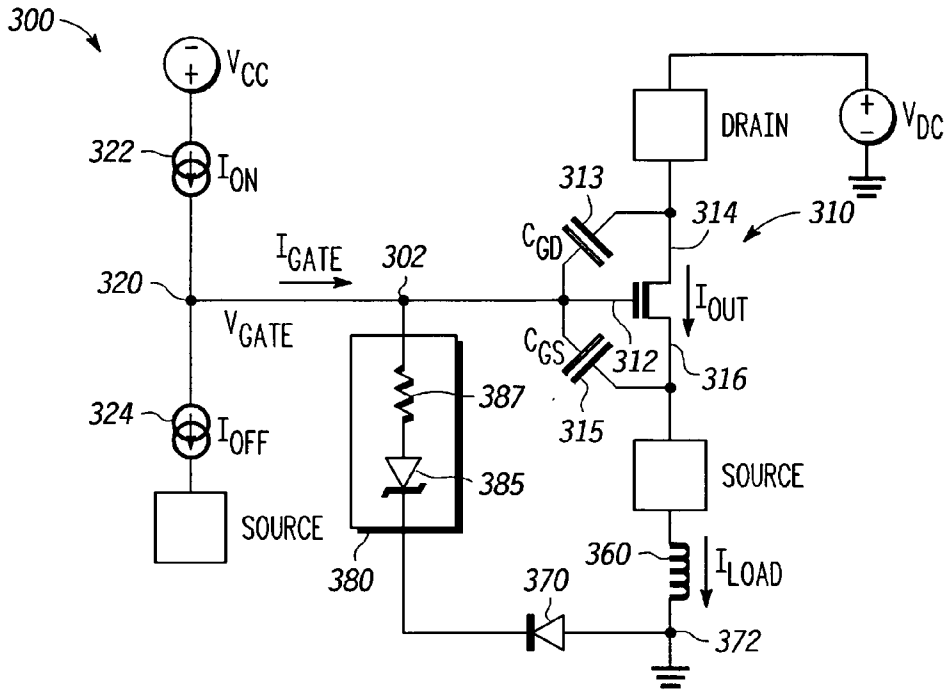 300
- +
V_CC
322
I_ON
320
V_GATE
I_GATE
302
324
I_OFF
SOURCE
387
385
380
370
372
313
C_GD
312
C_GS
315
DRAIN
+ -
V_DC
314
310
I_OUT
316
SOURCE
360
I_LOAD